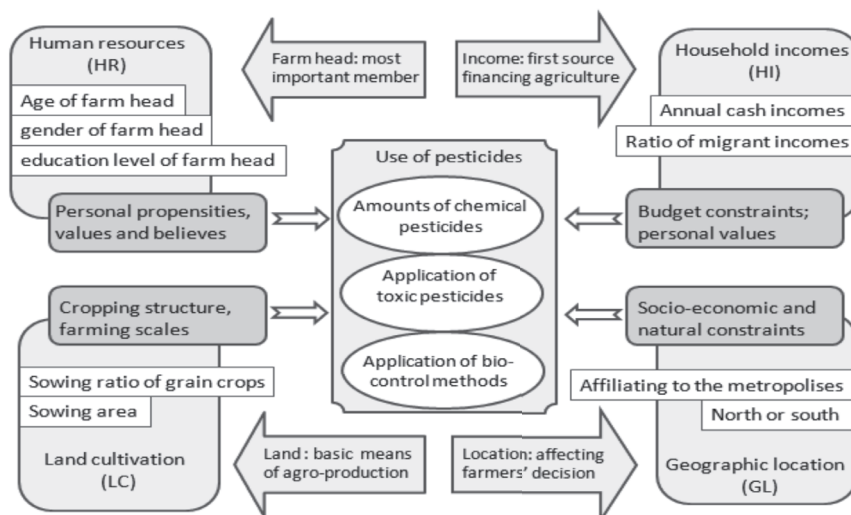 Human resources
(HR)
Age of farm head
gender of farm head
education level of farm head
Personal propensities,
values and believes
Farm head: most
important member
Income: first source
financing agriculture
Household incomes
(HI)
Annual cash incomes
Ratio of migrant incomes
Budget constraints;
personal values
Use of pesticides
Amounts of chemical
pesticides
Application of
toxic pesticides
Application of bio-
control methods
Cropping structure,
farming scales
Sowing ratio of grain crops
Sowing area
Land cultivation
(LC)
Land : basic means
of agro-production
Location: affecting
farmers' decision
Socio-economic and
natural constraints
Affiliating to the metropolises
North or south
Geographic location
(GL)